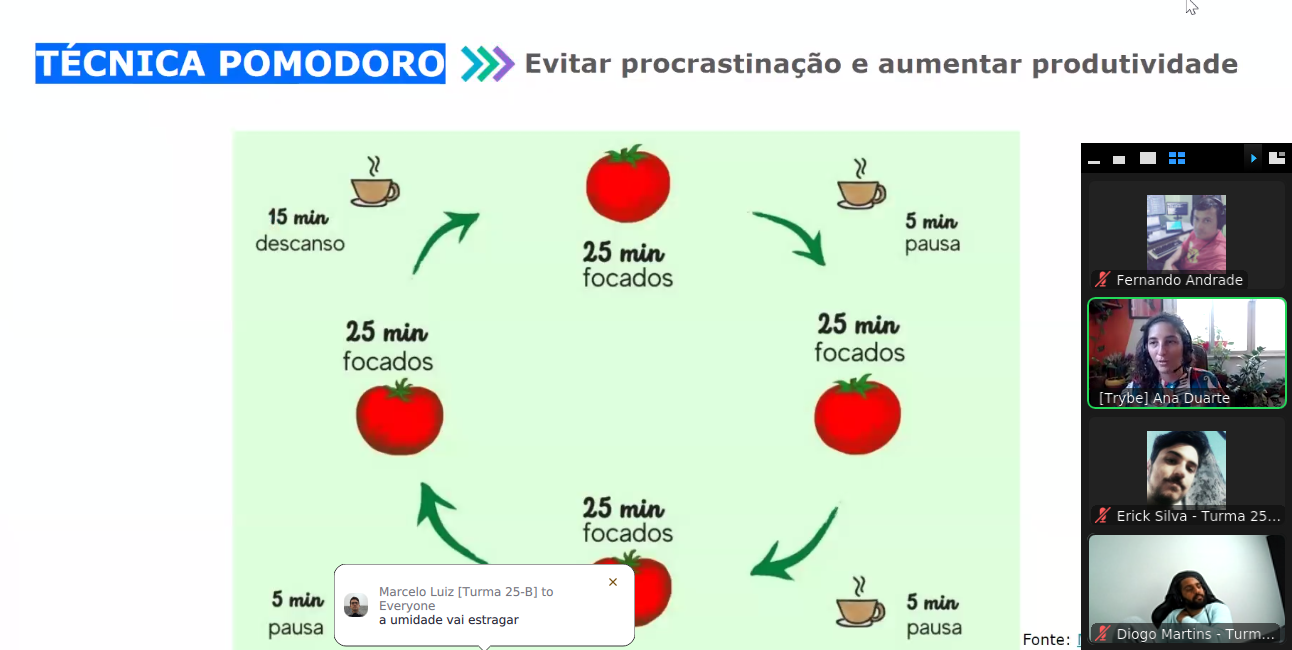 TÉCNICA POMODORO
Evitar procrastinação e aumentar produtividade
15 min
descanso
25 min
focados
5 min
pausa
25 min
focados
25 min
focados
25 min
focados
5 min
pausa
5 min
pausa
Marcelo Luiz [Turma 25-B] to
Everyone
a umidade vai estragar
Fonte:
Fernando Andrade
[Trybe] Ana Duarte
Erick Silva - Turma 25...
Diogo Martins - Turm...